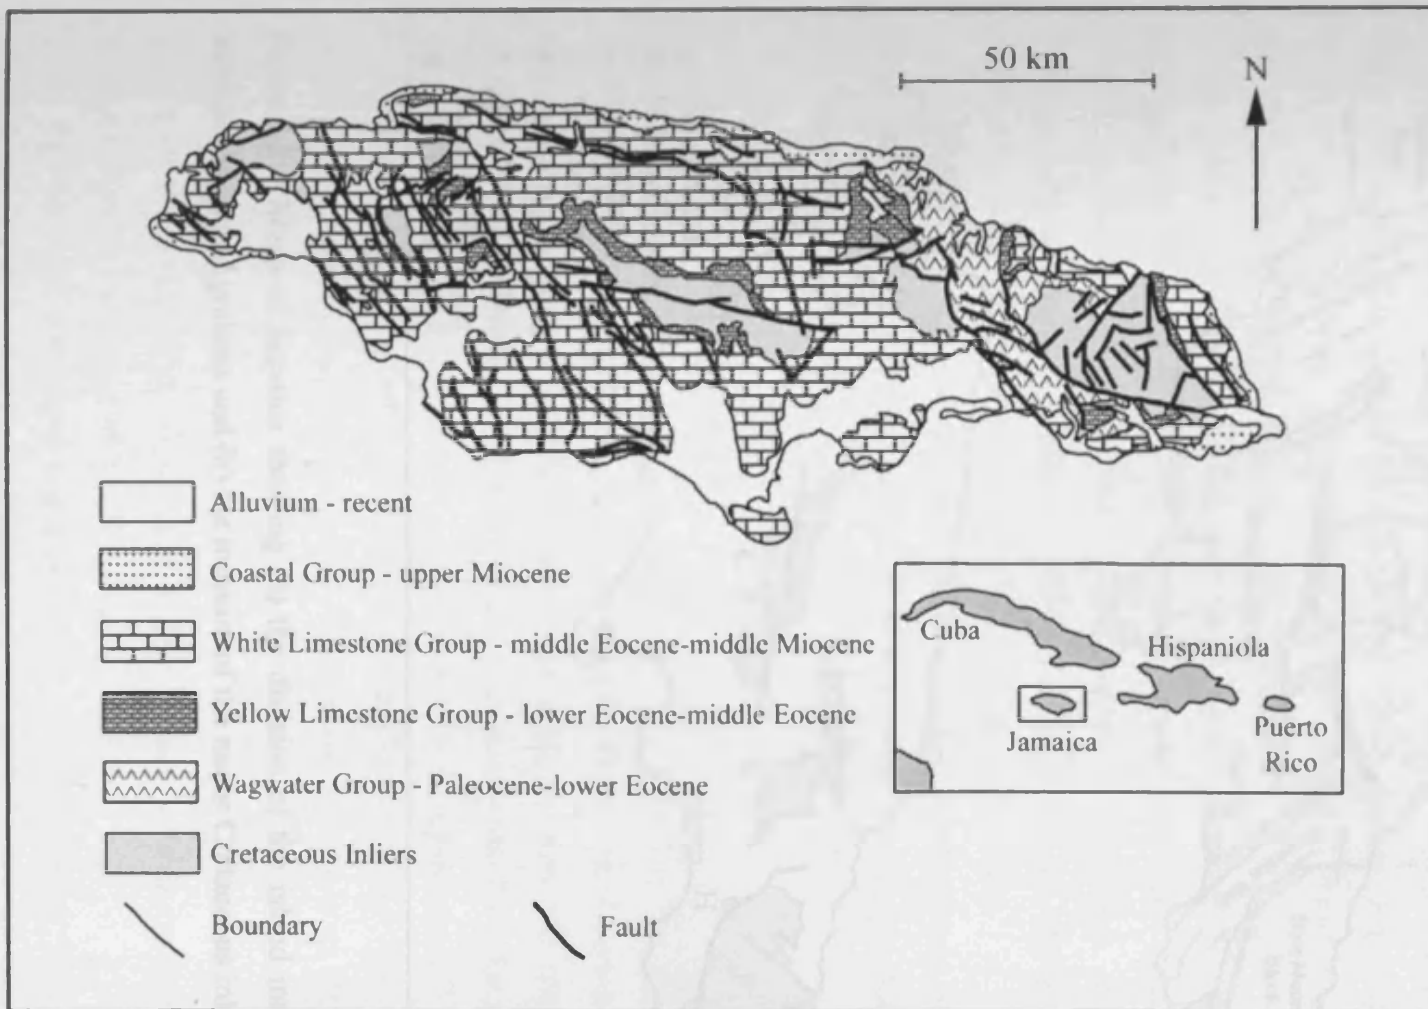 50 km
N
Alluvium - recent
Coastal Group - upper Miocene
White Limestone Group - middle Eocene-middle Miocene
Yellow Limestone Group - lower Eocene-middle Eocene
Wagwater Group - Paleocene-lower Eocene
Cretaceous Inliers
Boundary
Fault
Cuba
Hispaniola
Jamaica
Puerto
Rico